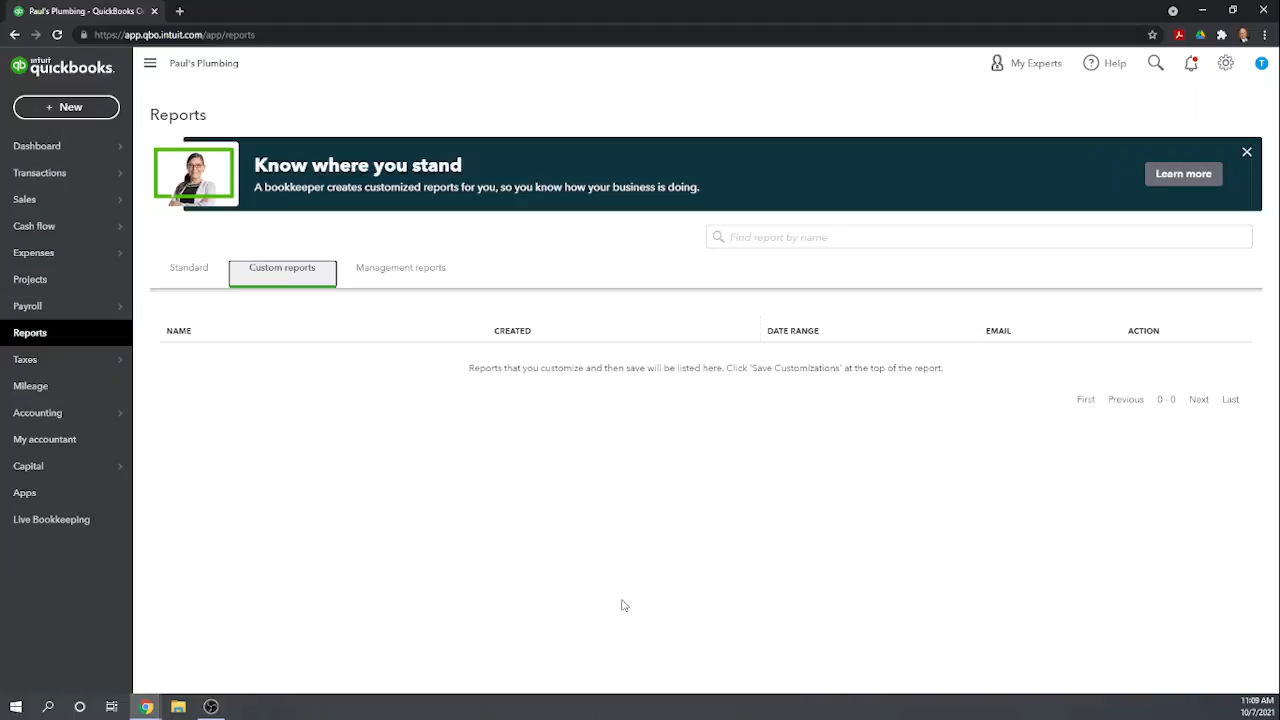 Paul's Plumbing - QuickBooks O
https://app.qbo.intuit.com/app/reports
intuit
quickbooks.
Paul's Plumbing
My Experts
Help
T
+ New
Dashboard
Transactions
Sales
Cash flow
Expenses
Projects
Payroll
Reports
Taxes
Mileage
Accounting
My accountant
Capital
Apps
Live Bookkeeping
Reports
Know where you stand
A bookkeeper creates customized reports for you, so you know how your business is doing.
Learn more
Find report by name
Standard
Custom reports
Management reports
NAME CREATED DATE RANGE EMAIL ACTION
Reports that you customize and then save will be listed here. Click 'Save Customizations' at the top of the report.
First Previous 0 - 0 Next Last
11:09 AM
10/7/2021